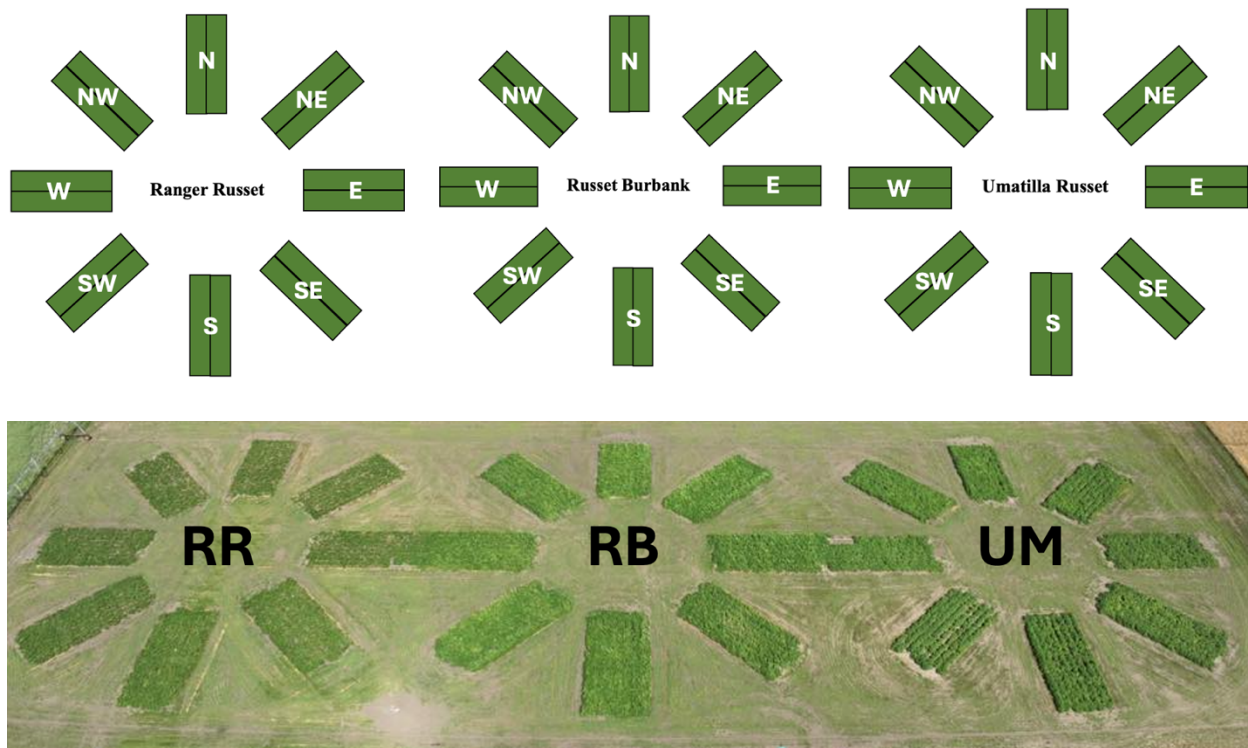 N
NW
NE
W
Ranger Russet
E
SW
SE
S
N
NW
NE
W
Russet Burbank
E
SW
SE
S
N
NW
NE
W
Umatilla Russet
E
SW
SE
S
RR
RB
UM